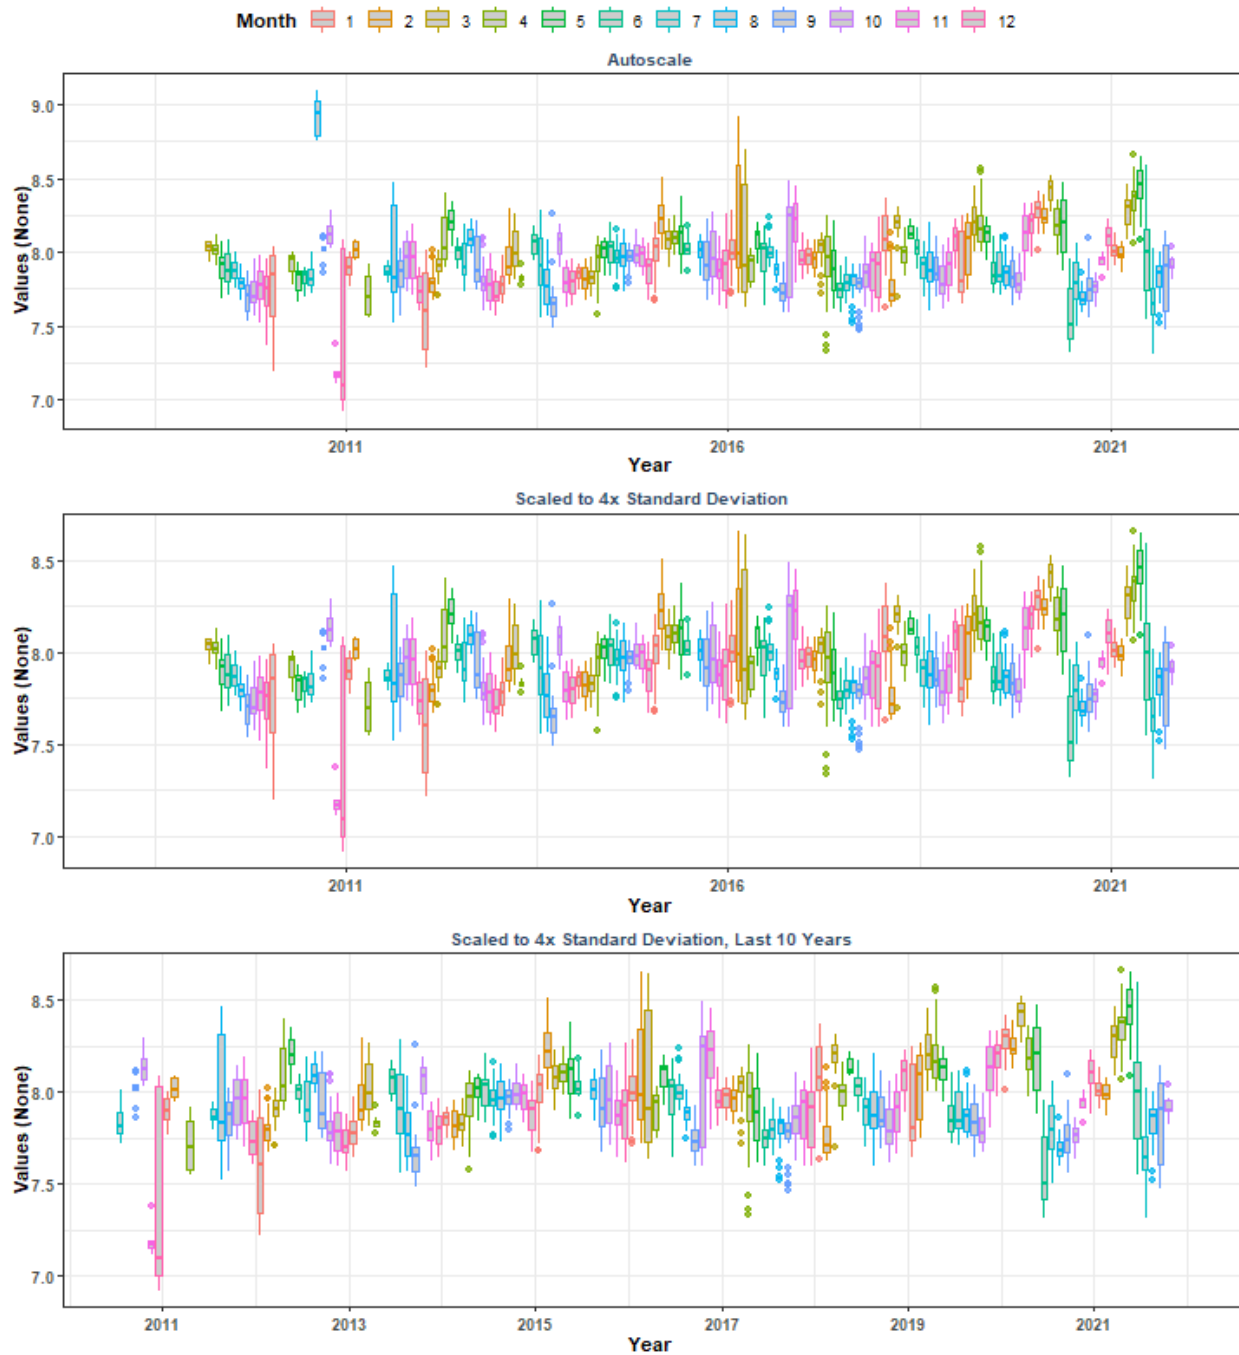 Month 1 2 3 4 5 6 7 8 9 10 11 12
Autoscale
Values (None)
9.0
8.5
8.0
7.5
7.0
2011 2016 2021
Year
Scaled to 4x Standard Deviation
Values (None)
8.5
8.0
7.5
7.0
2011 2016 2021
Year
Scaled to 4x Standard Deviation, Last 10 Years
Values (None)
8.5
8.0
7.5
7.0
2011 2013 2015 2017 2019 2021
Year